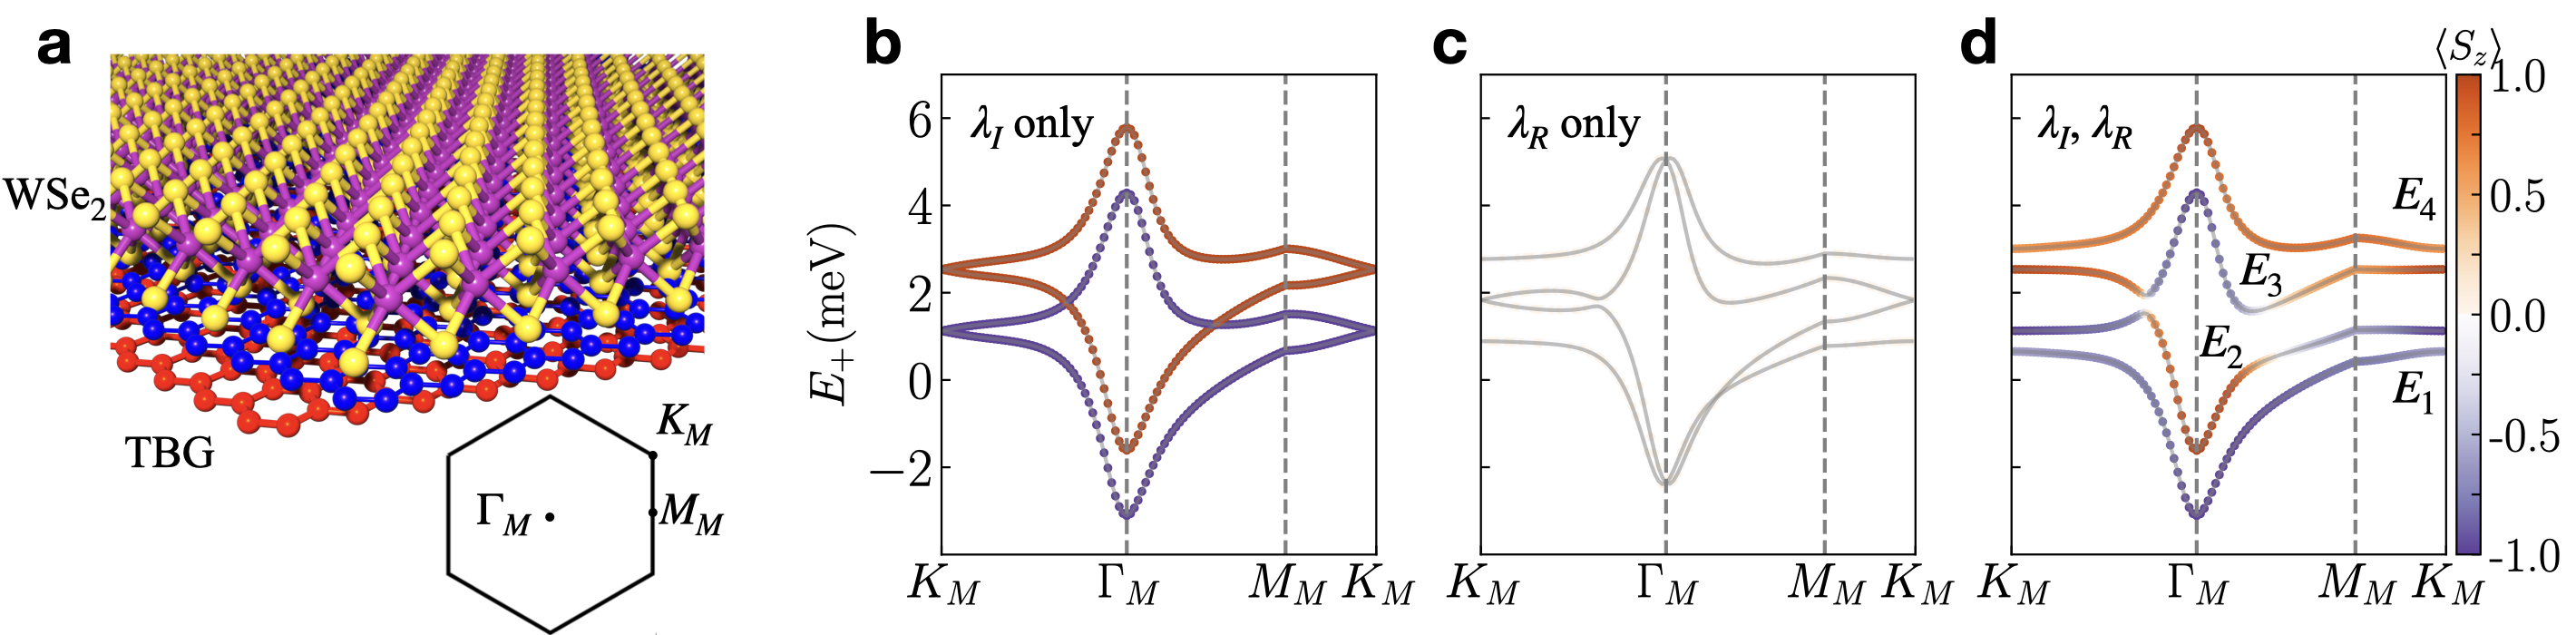 a
WSe2
TBG
KM
ΓM
MM
b
E+(meV)
6
4
2
0
−2
λI only
KM ΓM MM KM
c
λR only
KM ΓM MM KM
d
λI, λR
E4
E3
E2
E1
KM ΓM MM KM
⟨Sz⟩
1.0
0.5
0.0
-0.5
-1.0